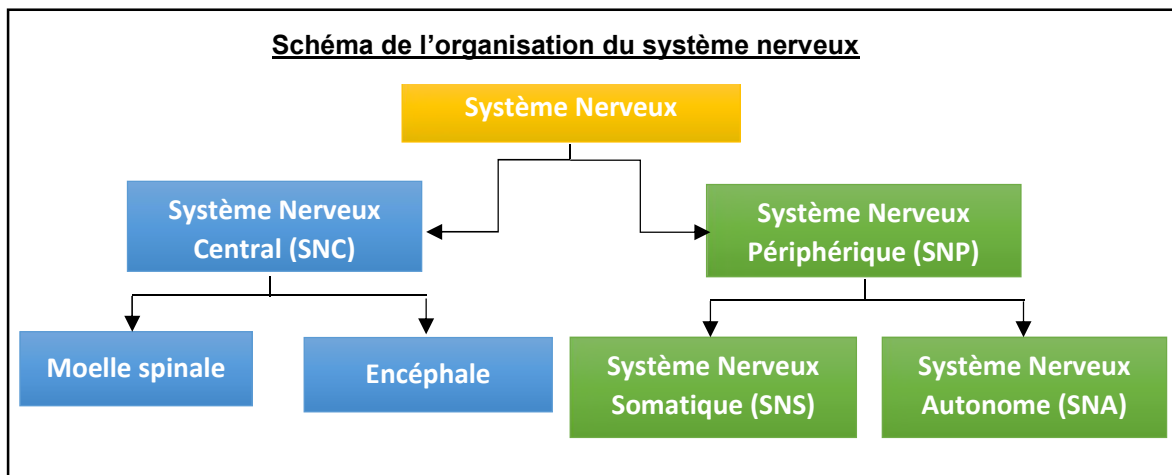 Schéma de l’organisation du système nerveux
Système Nerveux
Système Nerveux
Central (SNC)
Système Nerveux
Périphérique (SNP)
Moelle spinale
Encéphale
Système Nerveux
Somatique (SNS)
Système Nerveux
Autonome (SNA)